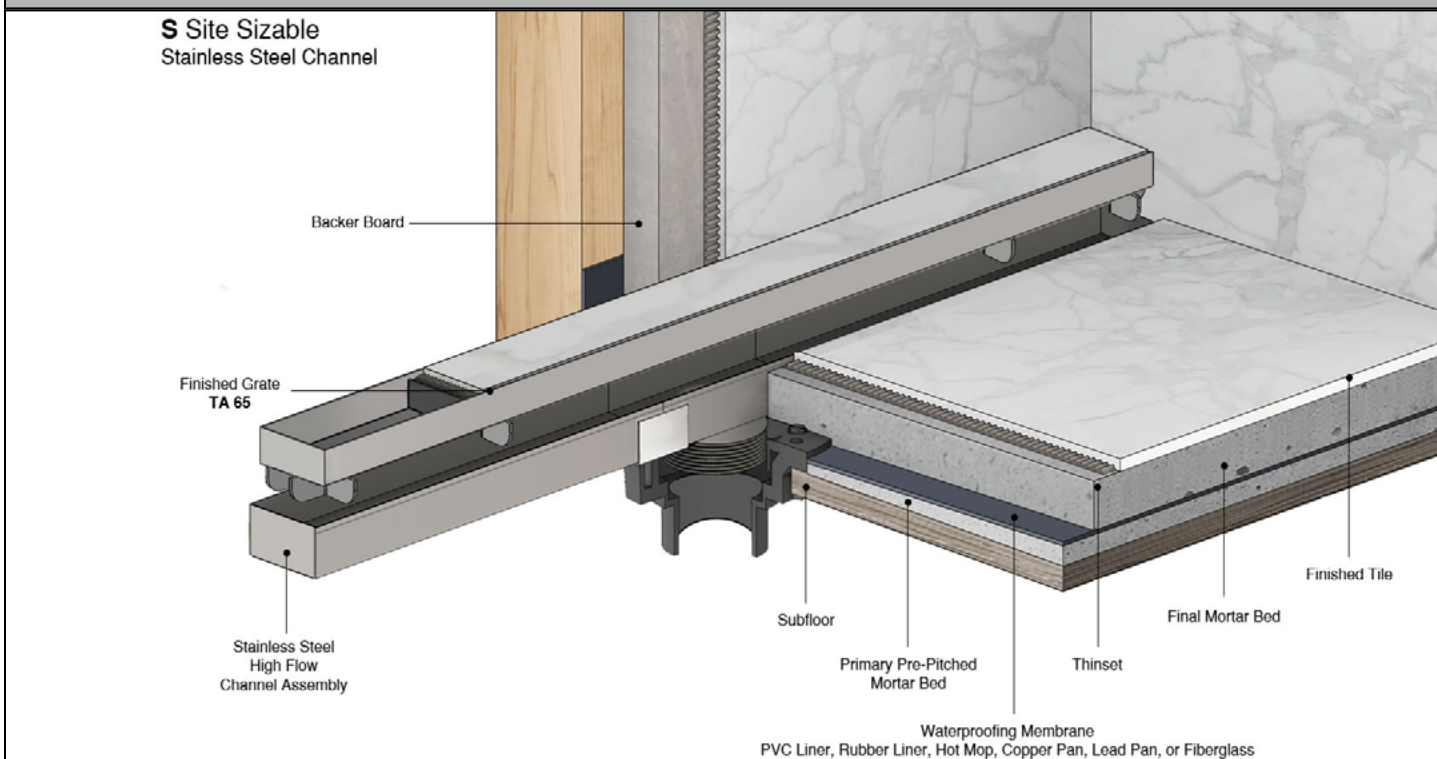 S Site Sizable
Stainless Steel Channel
Backer Board
Finished Grate
TA 65
Finished Tile
Subfloor
Final Mortar Bed
Stainless Steel
High Flow
Channel Assembly
Primary Pre-Pitched
Mortar Bed
Thinset
Waterproofing Membrane
PVC Liner, Rubber Liner, Hot Mop, Copper Pan, Lead Pan, or Fiberglass